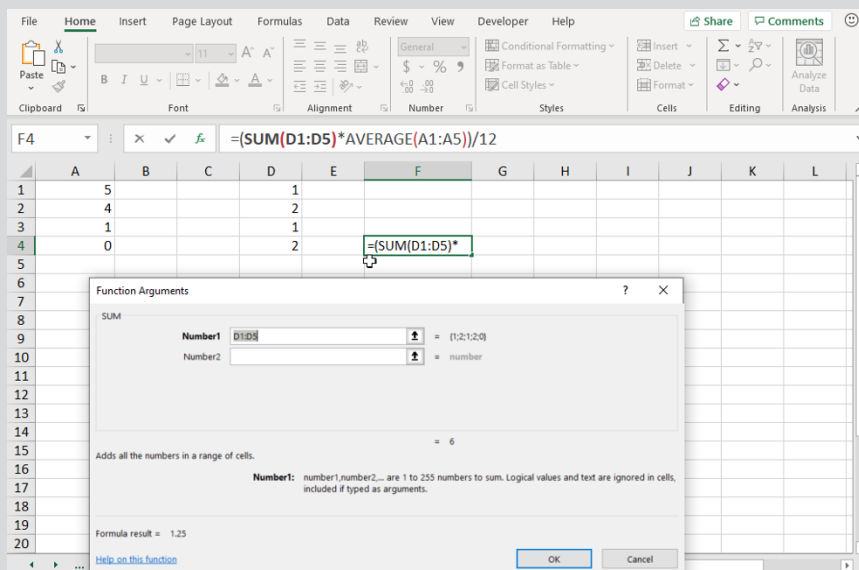 File Home Insert Page Layout Formulas Data Review View Developer Help Share Comments
11 A^ Aˇ ab General Conditional Formatting Insert Σ
Paste Format as Table Delete Analyze
B I U A $ % 9 Cell Styles Format Data
Clipboard Font Alignment Number Styles Cells Editing Analysis
F4 fx =(SUM(D1:D5)*AVERAGE(A1:A5))/12
A B C D E F G H I J K L
1 5 1
2 4 2
3 1 1
4 0 2 =(SUM(D1:D5)*
5
6 Function Arguments ? X
7
8 SUM
9 Number1 D1:D5 = {1;2;1;2;0}
10 Number2 = number
11
12
13
14
= 6
15 Adds all the numbers in a range of cells.
16 Number1: number1,number2,... are 1 to 255 numbers to sum. Logical values and text are ignored in cells,
17 included if typed as arguments.
18
19 Formula result = 1.25
20 Help on this function OK Cancel
...